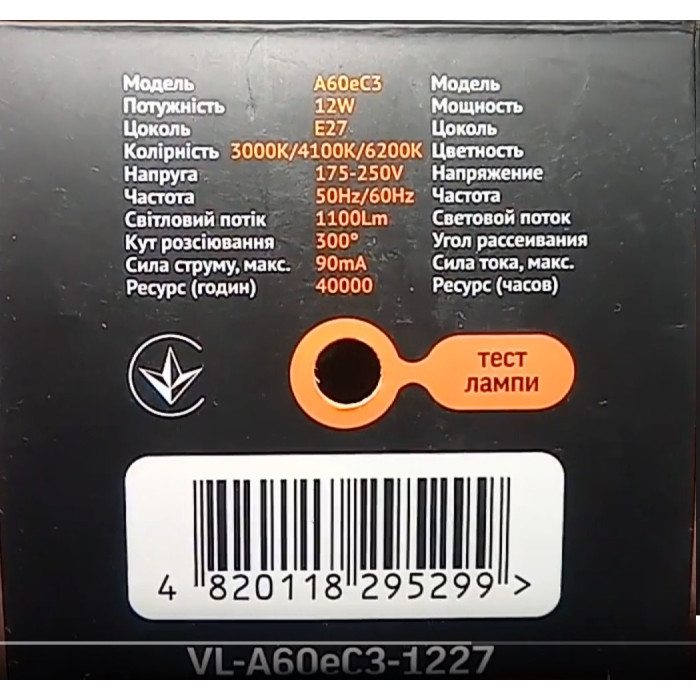 Модель A60eC3 Модель
Потужність 12W Мощность
Цоколь E27 Цоколь
Колірність 3000K/4100K/6200K Цветность
Напруга 175-250V Напряжение
Частота 50Hz/60Hz Частота
Світловий потік 1100Lm Световой поток
Кут розсіювання 300° Угол рассеивания
Сила струму, макс. 90mA Сила тока, макс.
Ресурс (годин) 40000 Ресурс (часов)
тест
лампи
4 820118 295299 >
VL-A60eC3-1227